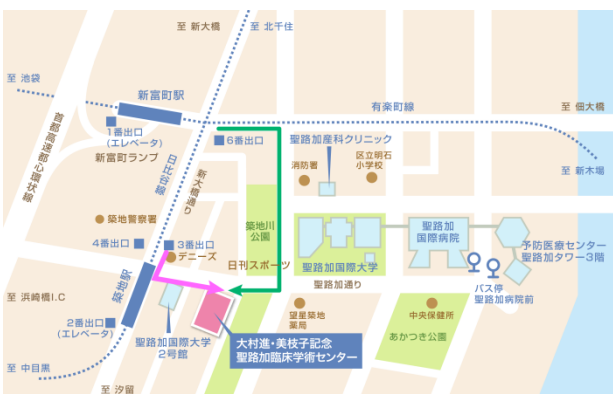 至 新大橋
至 北千住
至 池袋
新富町駅
有楽町線
至 佃大橋
首都高速都心環状線
1番出口
(エレベータ)
新富町ランプ
日比谷線
6番出口
新大橋通り
聖路加産科クリニック
消防署
区立明石
小学校
至 新木場
築地警察署
4番出口
3番出口
デニーズ
築地川
公園
日刊スポーツ
聖路加国際大学
聖路加
国際病院
予防医療センター
聖路加タワー3階
バス停
聖路加病院前
聖路加通り
築地駅
至 浜崎橋I.C
2番出口
(エレベータ)
聖路加国際大学
2号館
望星築地
薬局
中央保健所
あかつき公園
大村進・美枝子記念
聖路加臨床学術センター
至 中目黒
至 汐留